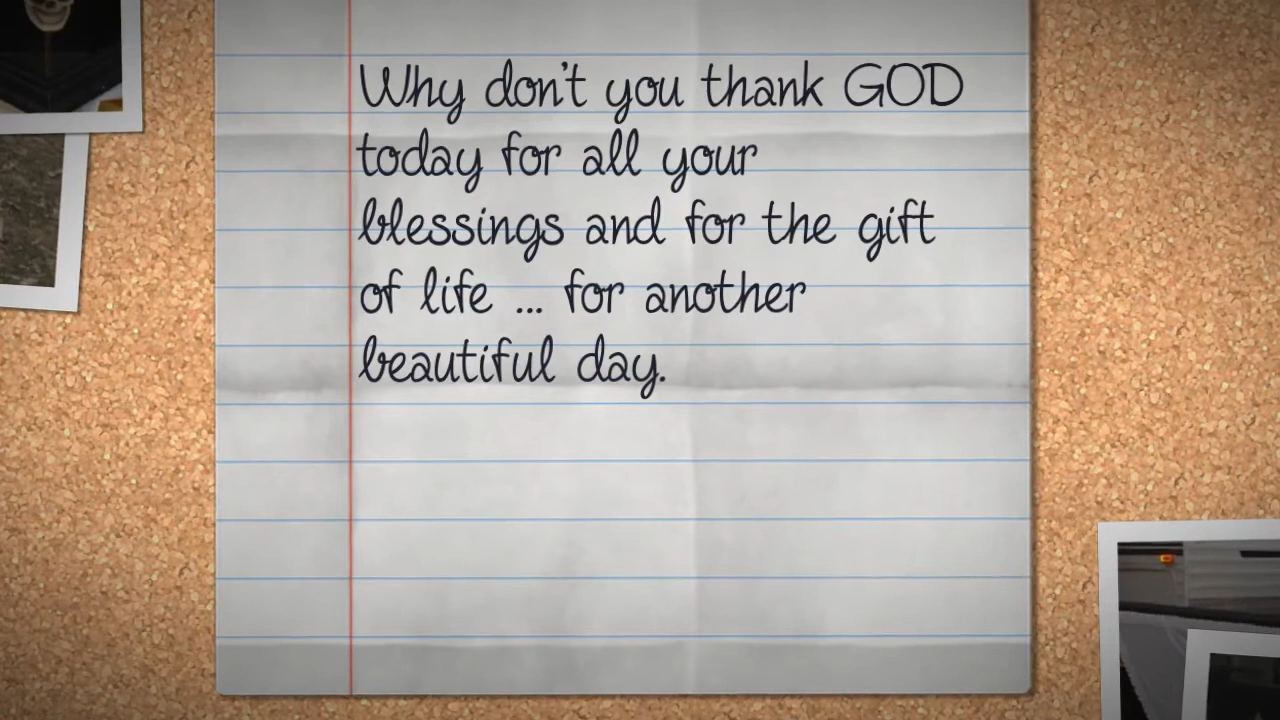 Why don't you thank GOD
today for all your
blessings and for the gift
of life ... for another
beautiful day.